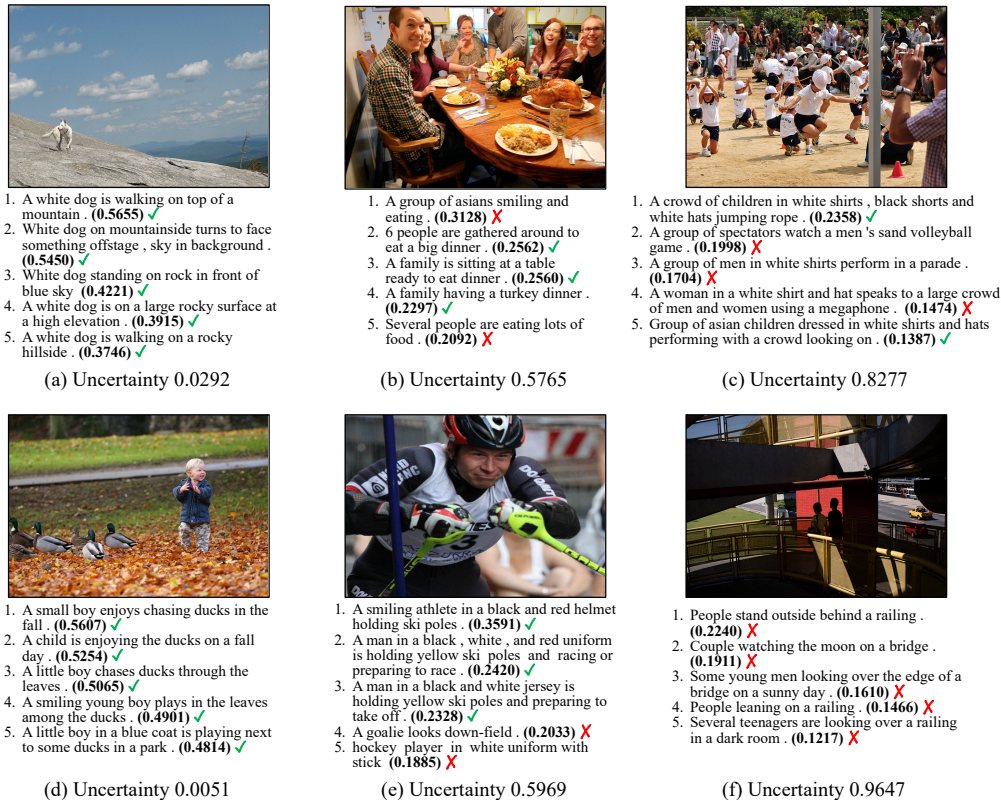 1. A white dog is walking on top of a
mountain . (0.5655) ✓
2. White dog on mountainside turns to face
something offstage , sky in background .
(0.5450) ✓
3. White dog standing on rock in front of
blue sky (0.4221) ✓
4. A white dog is on a large rocky surface at
a high elevation . (0.3915) ✓
5. A white dog is walking on a rocky
hillside . (0.3746) ✓
(a) Uncertainty 0.0292
1. A group of asians smiling and
eating . (0.3128) ✗
2. 6 people are gathered around to
eat a big dinner . (0.2562) ✓
3. A family is sitting at a table
ready to eat dinner . (0.2560) ✓
4. A family having a turkey dinner .
(0.2297) ✓
5. Several people are eating lots of
food . (0.2092) ✗
(b) Uncertainty 0.5765
1. A crowd of children in white shirts , black shorts and
white hats jumping rope . (0.2358) ✓
2. A group of spectators watch a men 's sand volleyball
game . (0.1998) ✗
3. A group of men in white shirts perform in a parade .
(0.1704) ✗
4. A woman in a white shirt and hat speaks to a large crowd
of men and women using a megaphone . (0.1474) ✗
5. Group of asian children dressed in white shirts and hats
performing with a crowd looking on . (0.1387) ✓
(c) Uncertainty 0.8277
1. A small boy enjoys chasing ducks in the
fall . (0.5607) ✓
2. A child is enjoying the ducks on a fall
day . (0.5254) ✓
3. A little boy chases ducks through the
leaves . (0.5065) ✓
4. A smiling young boy plays in the leaves
among the ducks . (0.4901) ✓
5. A little boy in a blue coat is playing next
to some ducks in a park . (0.4814) ✓
(d) Uncertainty 0.0051
3
1. A smiling athlete in a black and red helmet
holding ski poles . (0.3591) ✓
2. A man in a black , white , and red uniform
is holding yellow ski poles and racing or
preparing to race . (0.2420) ✓
3. A man in a black and white jersey is
holding yellow ski poles and preparing to
take off . (0.2328) ✓
4. A goalie looks down-field . (0.2033) ✗
5. hockey player in white uniform with
stick (0.1885) ✗
(e) Uncertainty 0.5969
1. People stand outside behind a railing .
(0.2240) ✗
2. Couple watching the moon on a bridge .
(0.1911) ✗
3. Some young men looking over the edge of a
bridge on a sunny day . (0.1610) ✗
4. People leaning on a railing . (0.1466) ✗
5. Several teenagers are looking over a railing
in a dark room . (0.1217) ✗
(f) Uncertainty 0.9647